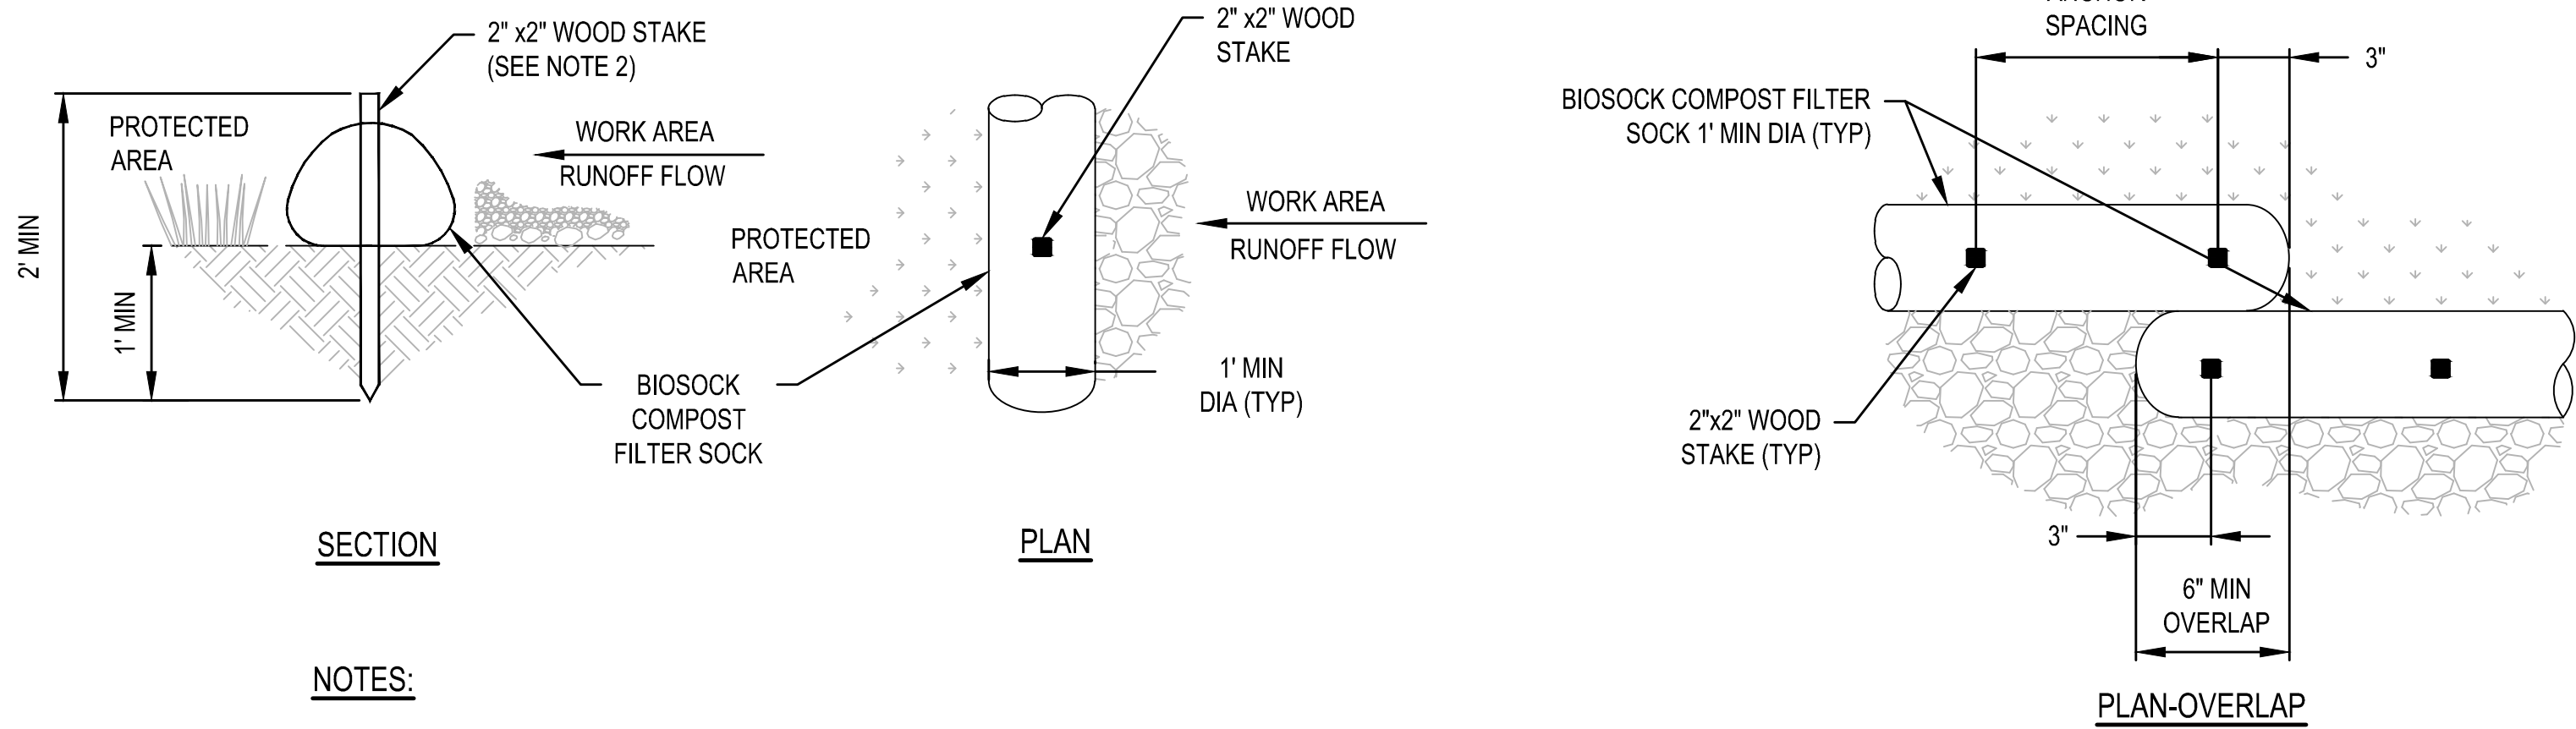 2" x2" WOOD STAKE
(SEE NOTE 2)
PROTECTED
AREA
WORK AREA
RUNOFF FLOW
2' MIN
1' MIN
BIOSOCK
COMPOST
FILTER SOCK
SECTION
NOTES:
2" x2" WOOD
STAKE
PROTECTED
AREA
WORK AREA
RUNOFF FLOW
1' MIN
DIA (TYP)
PLAN
SPACING
3"
BIOSOCK COMPOST FILTER
SOCK 1' MIN DIA (TYP)
2"x2" WOOD
STAKE (TYP)
3"
6" MIN
OVERLAP
PLAN-OVERLAP